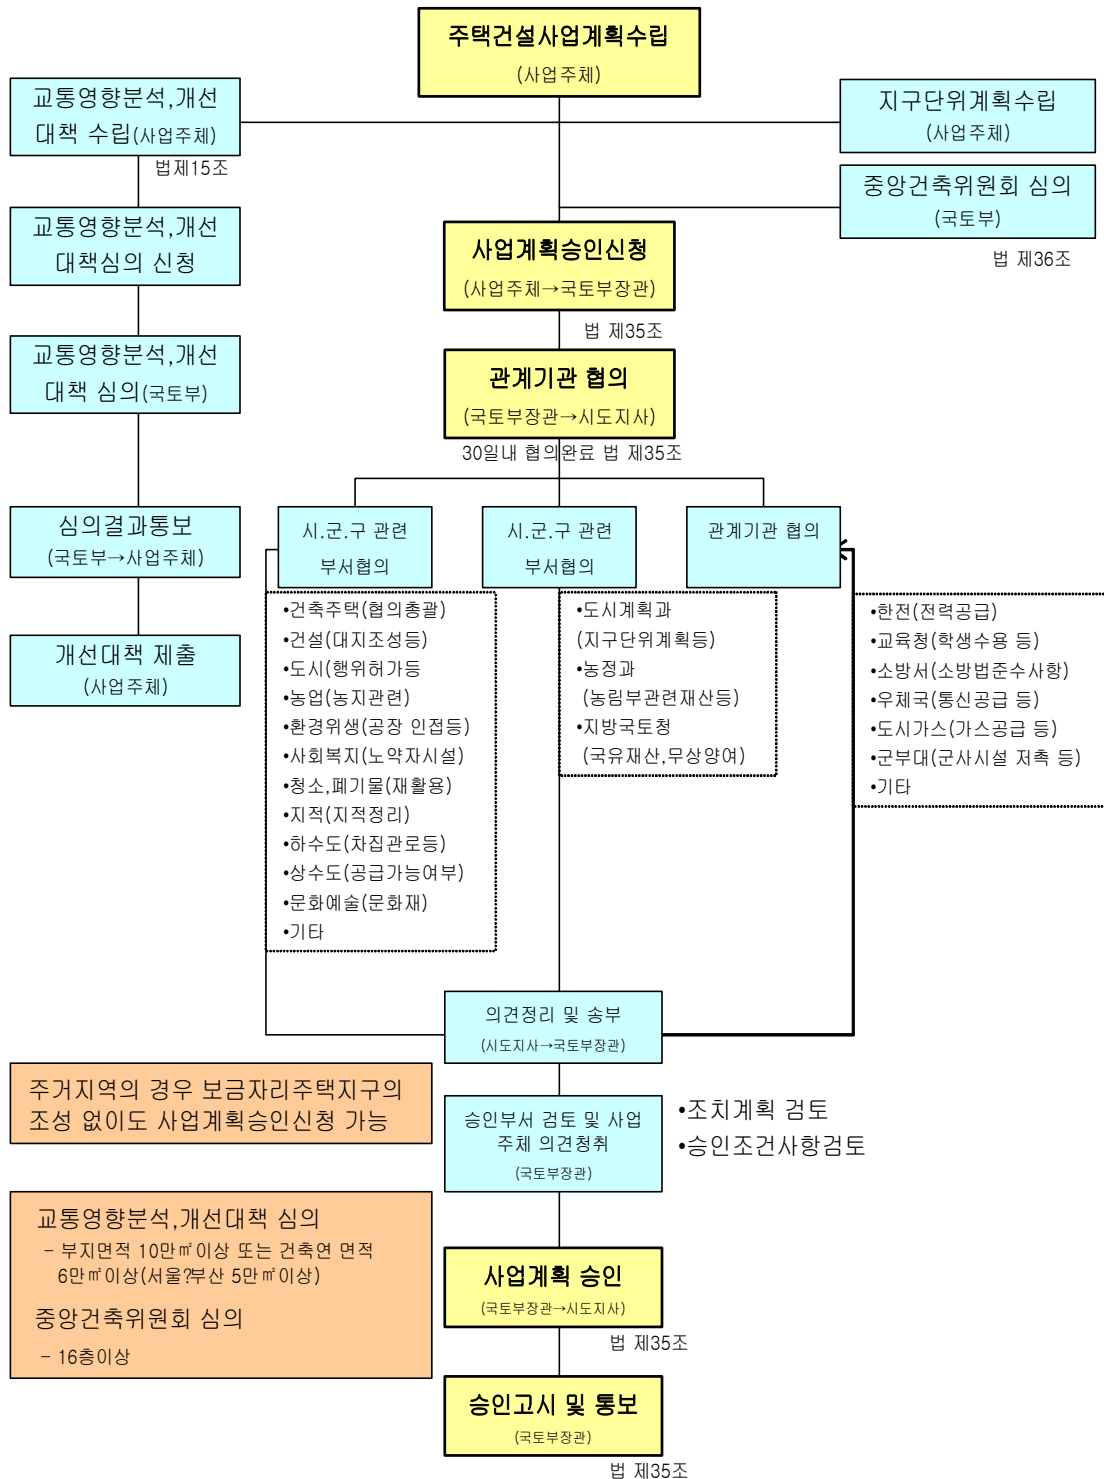 주택건설사업계획수립
(사업주체)
교통영향분석,개선
대책 수립(사업주체)
법제15조
지구단위계획수립
(사업주체)
중앙건축위원회 심의
(국토부)
법 제36조
교통영향분석,개선
대책심의 신청
사업계획승인신청
(사업주체→국토부장관)
법 제35조
교통영향분석,개선
대책 심의(국토부)
관계기관 협의
(국토부장관→시도지사)
30일내 협의완료 법 제35조
심의결과통보
(국토부→사업주체)
시.군.구 관련
부서협의
시.군.구 관련
부서협의
관계기관 협의
개선대책 제출
(사업주체)
•건축주택(협의총괄)
•건설(대지조성등)
•도시(행위허가등
•농업(농지관련)
•환경위생(공장 인접등)
•사회복지(노약자시설)
•청소,폐기물(재활용)
•지적(지적정리)
•하수도(차집관로등)
•상수도(공급가능여부)
•문화예술(문화재)
•기타
•도시계획과
(지구단위계획등)
•농정과
(농림부관련재산등)
•지방국토청
(국유재산,무상양여)
•한전(전력공급)
•교육청(학생수용 등)
•소방서(소방법준수사항)
•우체국(통신공급 등)
•도시가스(가스공급 등)
•군부대(군사시설 저촉 등)
•기타
의견정리 및 송부
(시도지사→국토부장관)
주거지역의 경우 보금자리주택지구의
조성 없이도 사업계획승인신청 가능
승인부서 검토 및 사업
주체 의견청취
(국토부장관)
•조치계획 검토
•승인조건사항검토
교통영향분석,개선대책 심의
- 부지면적 10만㎡이상 또는 건축연 면적
6만㎡이상(서울?부산 5만㎡이상)
중앙건축위원회 심의
- 16층이상
사업계획 승인
(국토부장관→시도지사)
법 제35조
승인고시 및 통보
(국토부장관)
법 제35조